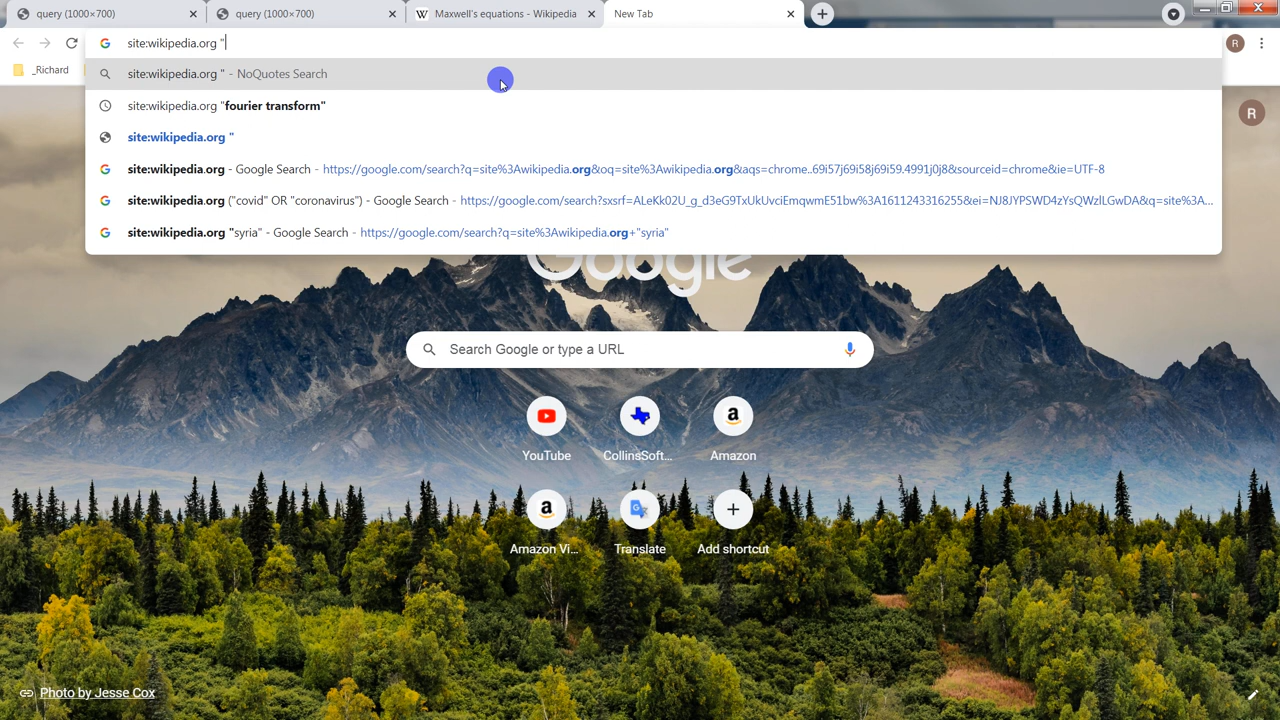 query (1000×700)
query (1000×700)
W Maxwell's equations - Wikipedia
New Tab
site:wikipedia.org "
R
_Richard
site:wikipedia.org " - NoQuotes Search
site:wikipedia.org "fourier transform"
site:wikipedia.org "
site:wikipedia.org - Google Search - https://google.com/search?q=site%3Awikipedia.org&oq=site%3Awikipedia.org&aqs=chrome..69i57j69i58j69i59.4991j0j8&sourceid=chrome&ie=UTF-8
site:wikipedia.org ("covid" OR "coronavirus") - Google Search - https://google.com/search?sxsrf=ALeKk02U_g_d3eG9TxUkUvciEmqwmE51bw%3A1611243316255&ei=NJ8JYPSWD4zYsQWzlLGwDA&q=site%3A...
site:wikipedia.org "syria" - Google Search - https://google.com/search?q=site%3Awikipedia.org+"syria"
R
Google
Search Google or type a URL
YouTube
CollinsSoft...
a
Amazon
a
Amazon Vi...
Translate
Add shortcut
Photo by Jesse Cox